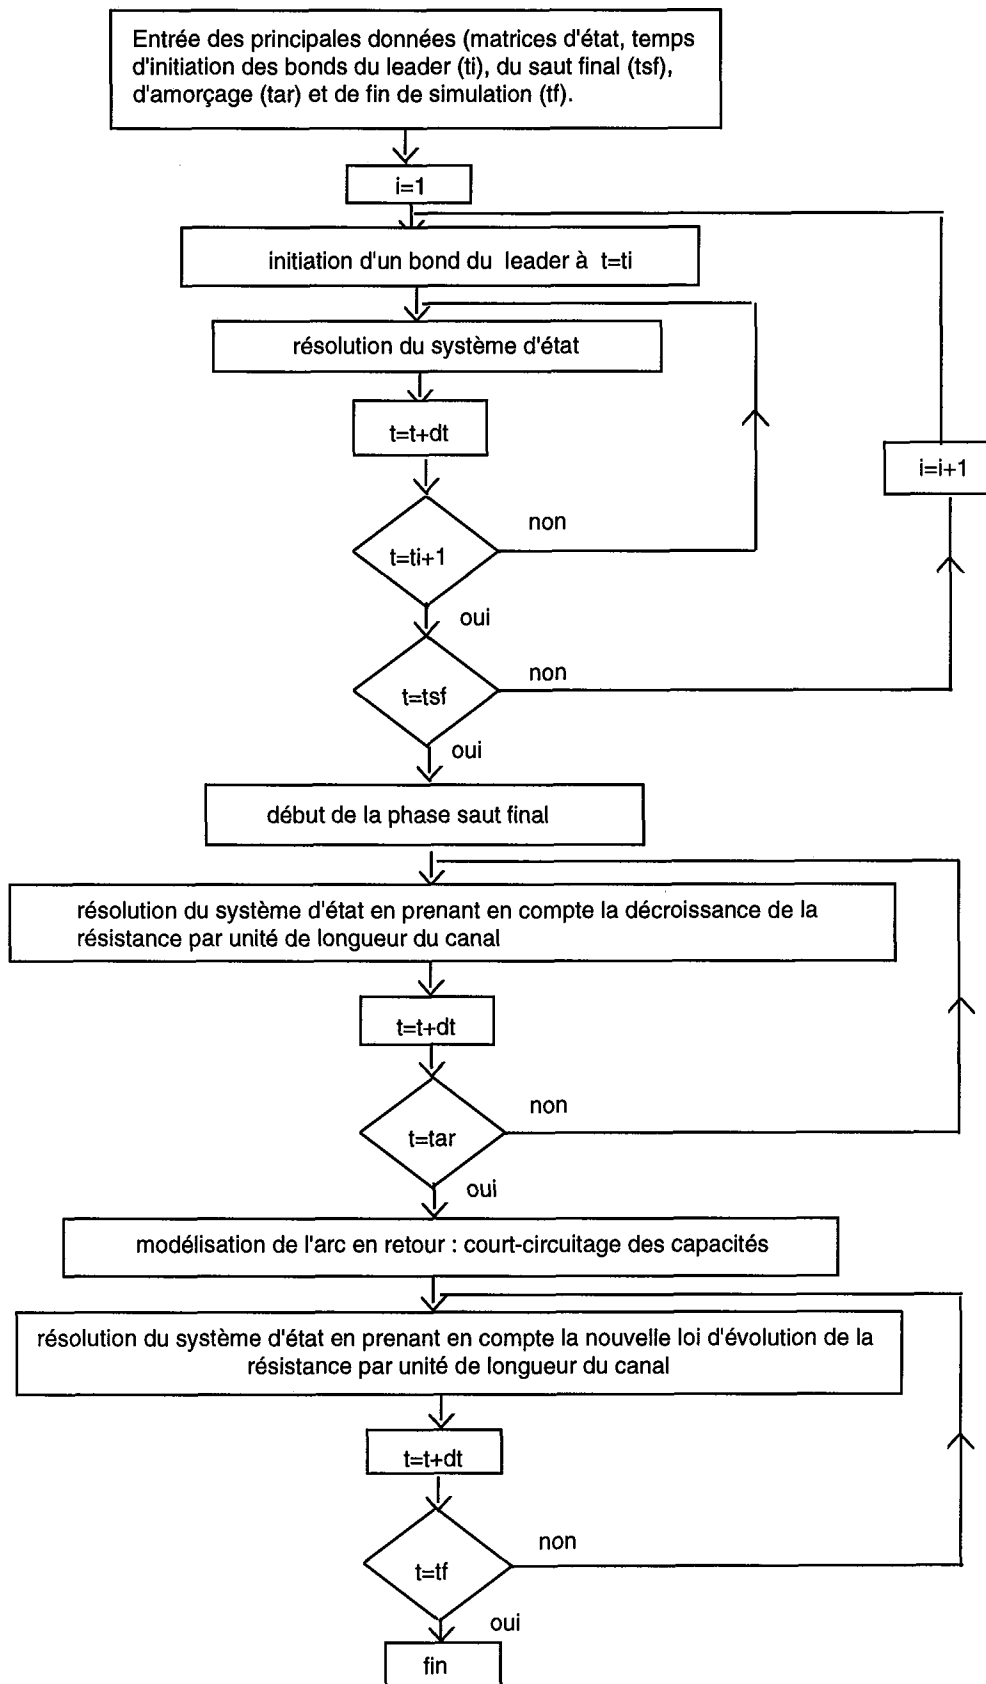 Entrée des principales données (matrices d'état, temps
d'initiation des bonds du leader (ti), du saut final (tsf),
d'amorçage (tar) et de fin de simulation (tf).
i=1
initiation d'un bond du leader à t=ti
résolution du système d'état
t=t+dt
i=i+1
non
t=ti+1
oui
non
t=tsf
oui
début de la phase saut final
résolution du système d'état en prenant en compte la décroissance de la
résistance par unité de longueur du canal
t=t+dt
non
t=tar
oui
modélisation de l'arc en retour : court-circuitage des capacités
résolution du système d'état en prenant en compte la nouvelle loi d'évolution de la
résistance par unité de longueur du canal
t=t+dt
non
t=tf
oui
fin